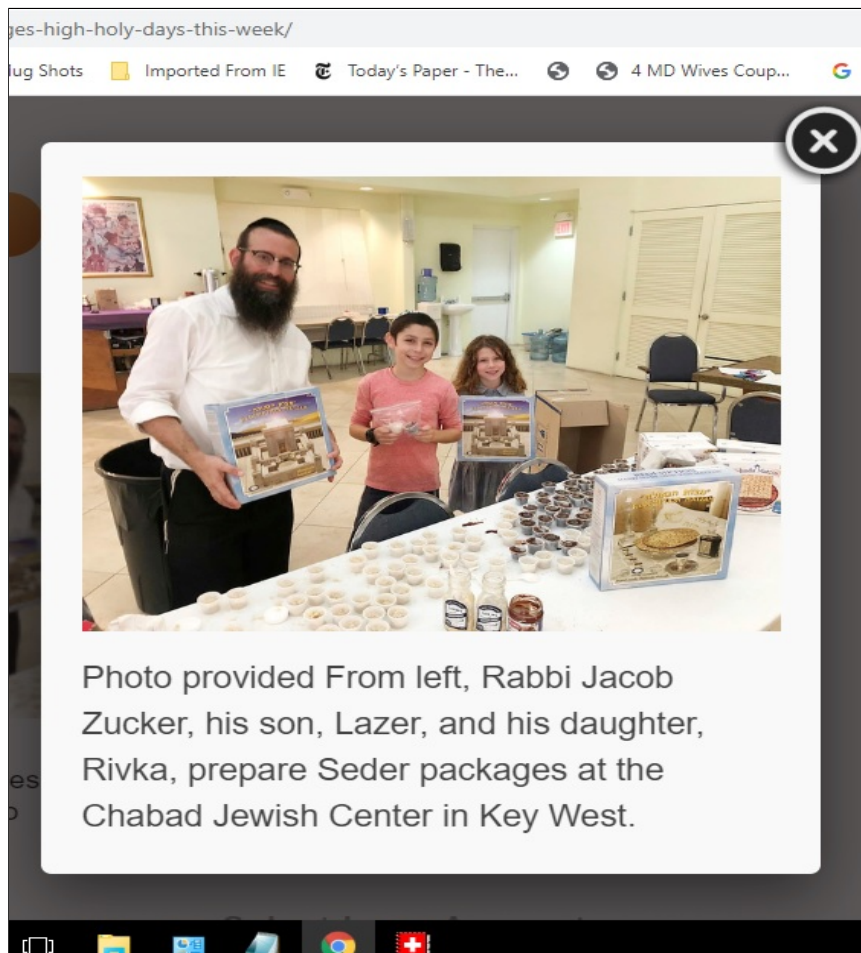 ges-high-holy-days-this-week/
lug Shots Imported From IE Today's Paper - The... 4 MD Wives Coup...
Photo provided From left, Rabbi Jacob
Zucker, his son, Lazer, and his daughter,
Rivka, prepare Seder packages at the
Chabad Jewish Center in Key West.